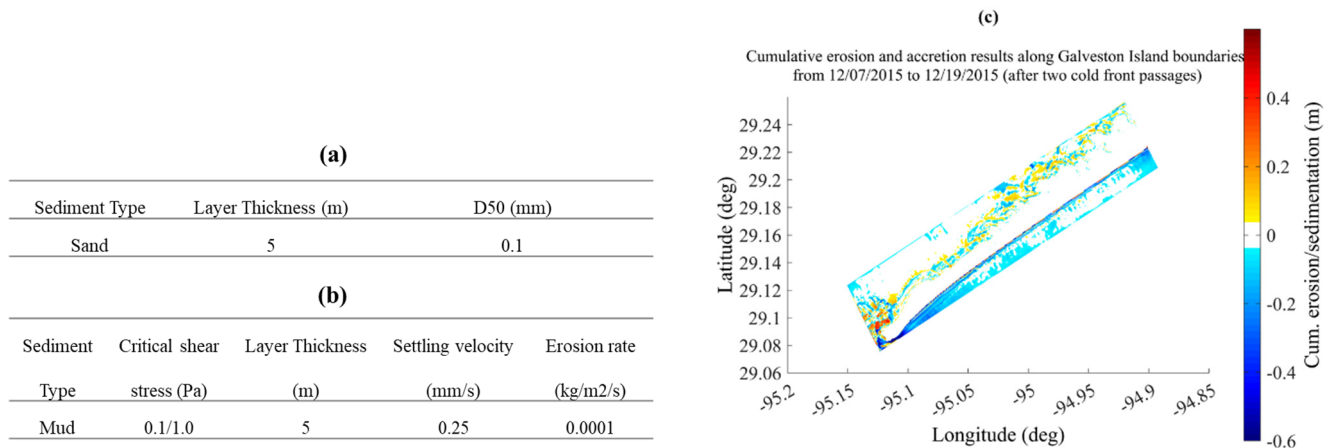 (a)
Sediment Type Layer Thickness (m) D50 (mm)
Sand 5 0.1
(b)
Sediment Critical shear Layer Thickness Settling velocity Erosion rate
Type stress (Pa) (m) (mm/s) (kg/m2/s)
Mud 0.1/1.0 5 0.25 0.0001
(c)
Cumulative erosion and accretion results along Galveston Island boundaries
from 12/07/2015 to 12/19/2015 (after two cold front passages)
29.24
29.22
29.2
29.18
29.16
29.14
29.12
29.1
29.08
29.06
Latitude (deg)
-95.2 -95.15 -95.1 -95.05 -95 -94.95 -94.9 -94.85
Longitude (deg)
0.4
0.2
0
-0.2
-0.4
-0.6
Cum. erosion/sedimentation (m)